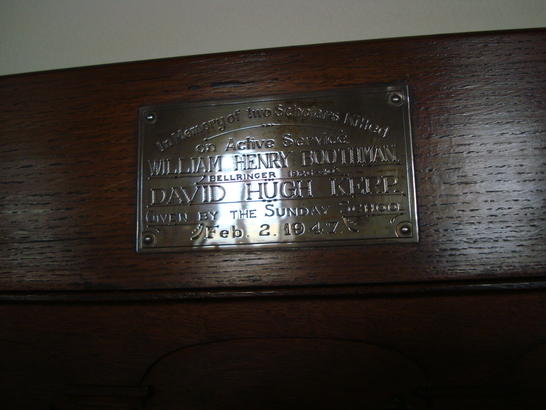 In Memory of two Scholars Killed
on Active Service
WILLIAM HENRY BOOTHMAN,
BELLRINGER
DAVID HUGH
GIVEN BY THE SUNDAY SCHOOL
Feb. 2. 1947